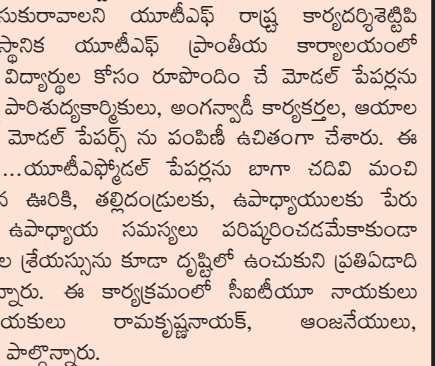 సుకురావాలని యూటీఎఫ్ రాష్ట్ర కార్యదర్శిశెట్టిపి
స్థానిక యూటీఎఫ్ ప్రాంతీయ కార్యాలయంలో
విద్యార్థుల కోసం రూపొందిం చే మోడల్ పేపర్లను
పారిశుద్యకార్మికులు, అంగన్వాడీ కార్యకర్తల, ఆయాల
మోడల్ పేపర్స్ ను పంపిణీ ఉచితంగా చేశారు. ఈ
...యూటీఎఫ్మోడల్ పేపర్లను బాగా చదివి మంచి
న ఊరికి, తల్లిదండ్రులకు, ఉపాధ్యాయులకు పేరు
ఉపాధ్యాయ సమస్యలు పరిష్కరించడమేకాకుండా
ల శ్రేయస్సును కూడా దృష్టిలో ఉంచుకుని ప్రతిఏడాది
న్నారు. ఈ కార్యక్రమంలో సీఐటీయూ నాయకులు
యకులు రామకృష్ణనాయక్, ఆంజనేయులు,
పాల్గొన్నారు.